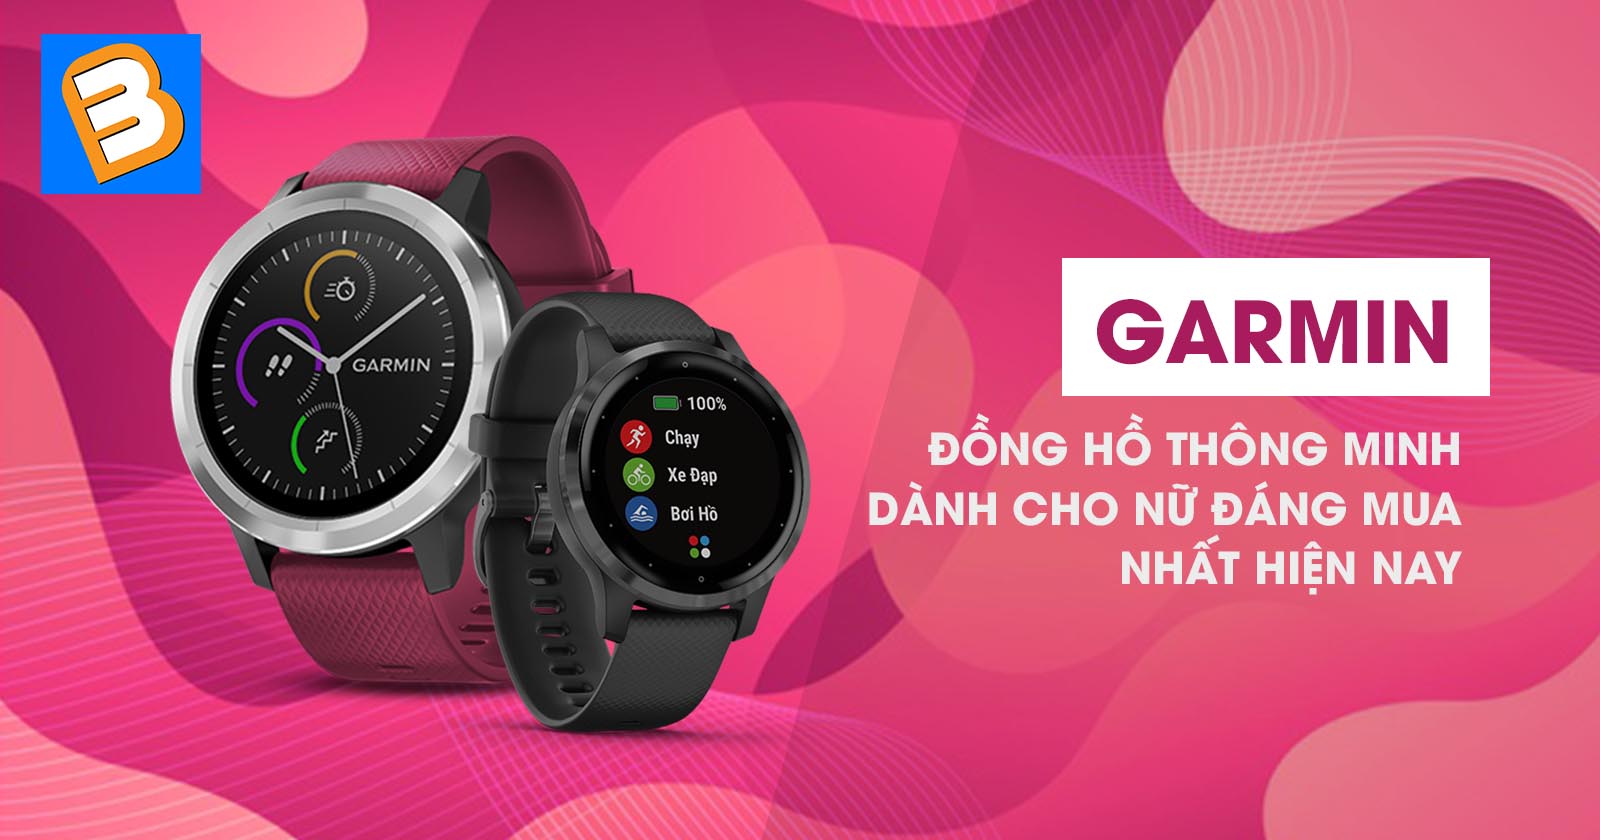 B
GARMIN
100%
Chạy
Xe Đạp
Bơi Hồ
GARMIN
ĐỒNG HỒ THÔNG MINH
DÀNH CHO NỮ ĐÁNG MUA
NHẤT HIỆN NAY